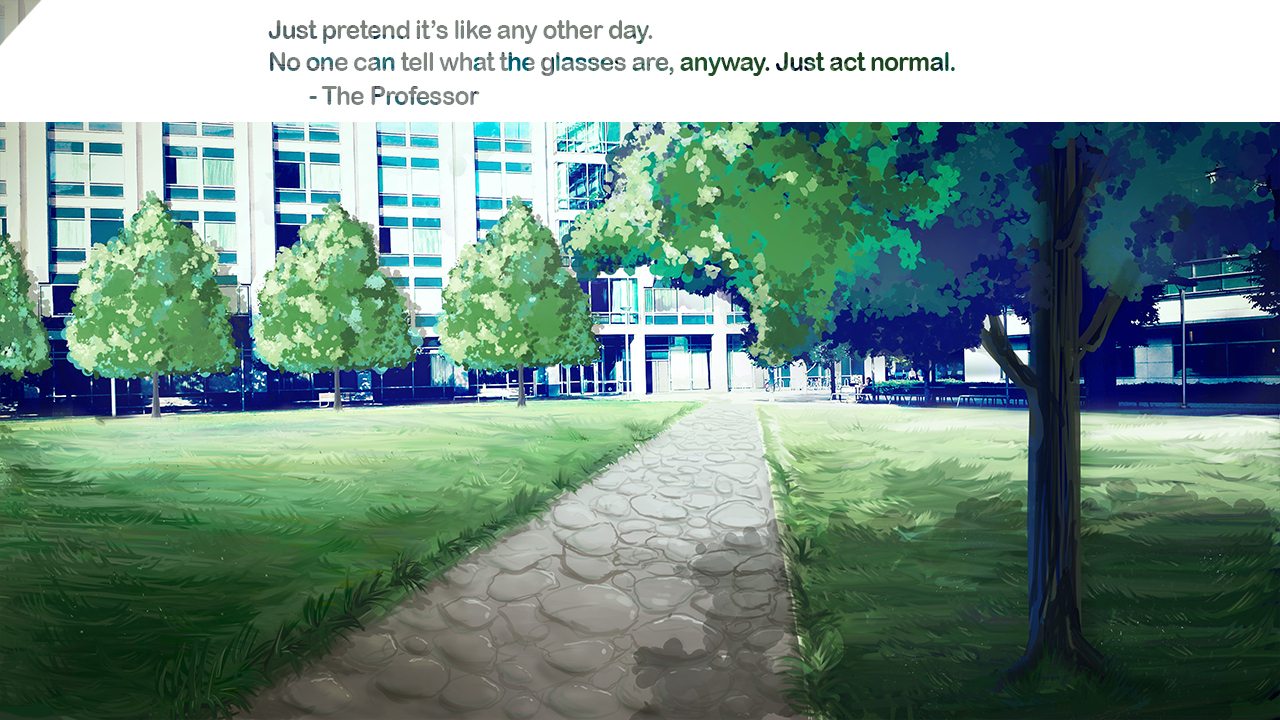 Just pretend it's like any other day.
No one can tell what the glasses are, anyway. Just act normal.
- The Professor